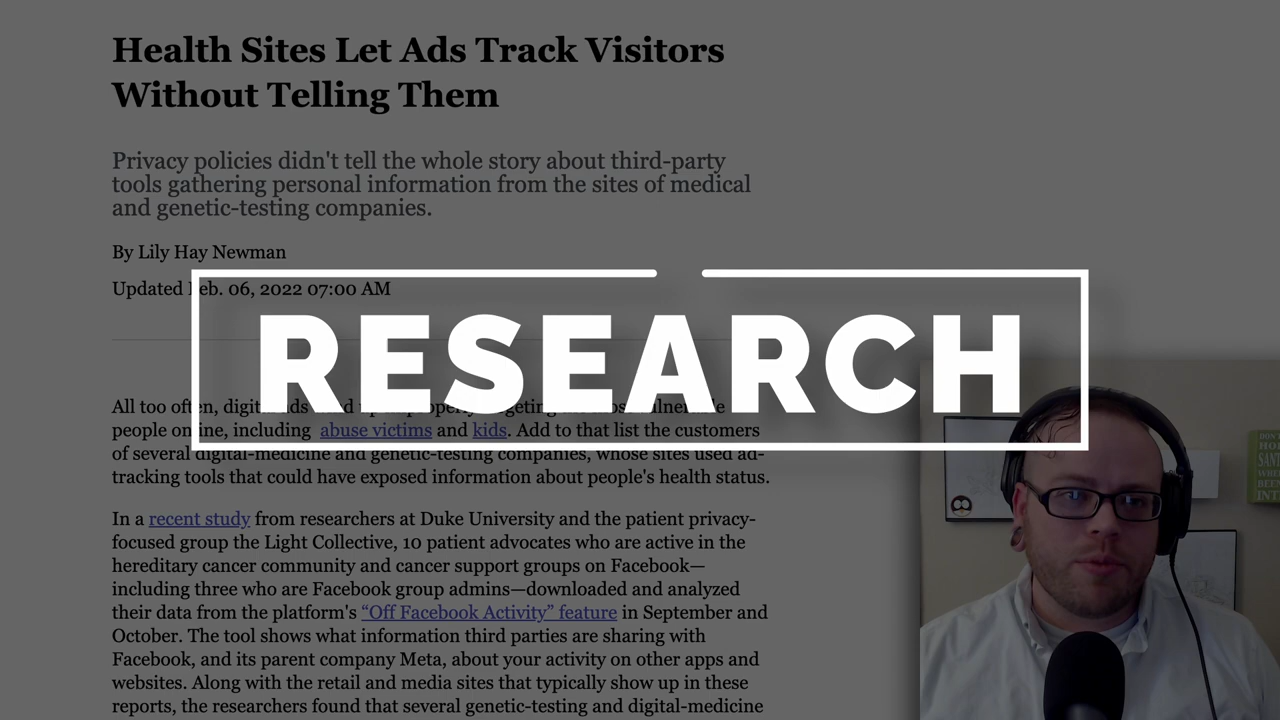 Health Sites Let Ads Track Visitors
Without Telling Them
Privacy policies didn't tell the whole story about third-party
tools gathering personal information from the sites of medical
and genetic-testing companies.
By Lily Hay Newman
Updated Feb. 06, 2022 07:00 AM
RESEARCH
All too often, digital ads
people online, including abuse victims and kids. Add to that list the customers
of several digital-medicine and genetic-testing companies, whose sites used ad-
tracking tools that could have exposed information about people's health status.
In a recent study from researchers at Duke University and the patient privacy-
focused group the Light Collective, 10 patient advocates who are active in the
hereditary cancer community and cancer support groups on Facebook—
including three who are Facebook group admins—downloaded and analyzed
their data from the platform's “Off Facebook Activity” feature in September and
October. The tool shows what information third parties are sharing with
Facebook, and its parent company Meta, about your activity on other apps and
websites. Along with the retail and media sites that typically show up in these
reports, the researchers found that several genetic-testing and digital-medicine